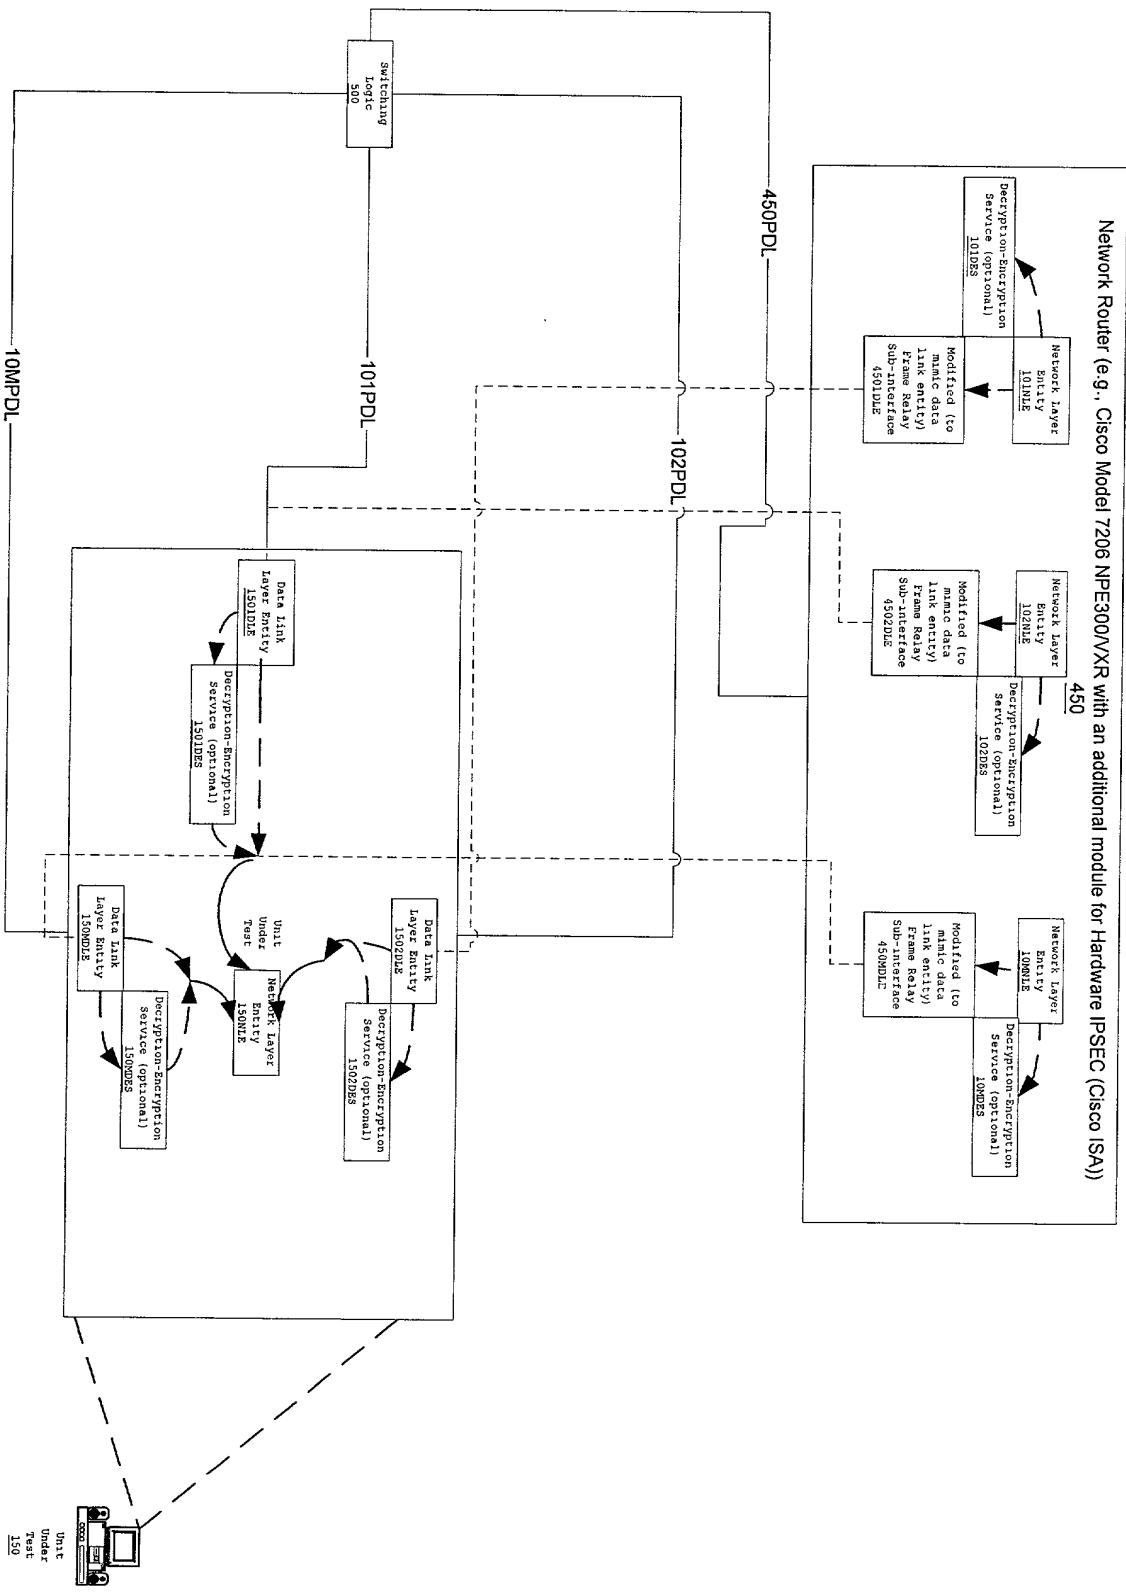 Network Router (e.g., Cisco Model 7206 NPE300/VXR with an additional module for Hardware IPSEC (Cisco ISA))
450
Network Layer
Entity
101NLE
Decryption-Encryption
Service (optional)
101DES
Modified (to
mimic data
link entity)
Frame Relay
Sub-interface
4501DLE
Network Layer
Entity
102NLE
Decryption-Encryption
Service (optional)
102DES
Modified (to
mimic data
link entity)
Frame Relay
Sub-interface
4502DLE
Network Layer
Entity
10MNLE
Decryption-Encryption
Service (optional)
10MDES
Modified (to
mimic data
link entity)
Frame Relay
Sub-interface
450MDLE
450PDL
102PDL
Switching
Logic
500
101PDL
10MPDL
Data Link
Layer Entity
1501DLE
Decryption-Encryption
Service (optional)
1501DES
Data Link
Layer Entity
1502DLE
Decryption-Encryption
Service (optional)
1502DES
Unit
Under
Test
Network Layer
Entity
150NLE
Data Link
Layer Entity
150MDLE
Decryption-Encryption
Service (optional)
150MDES
Unit
Under
Test
150